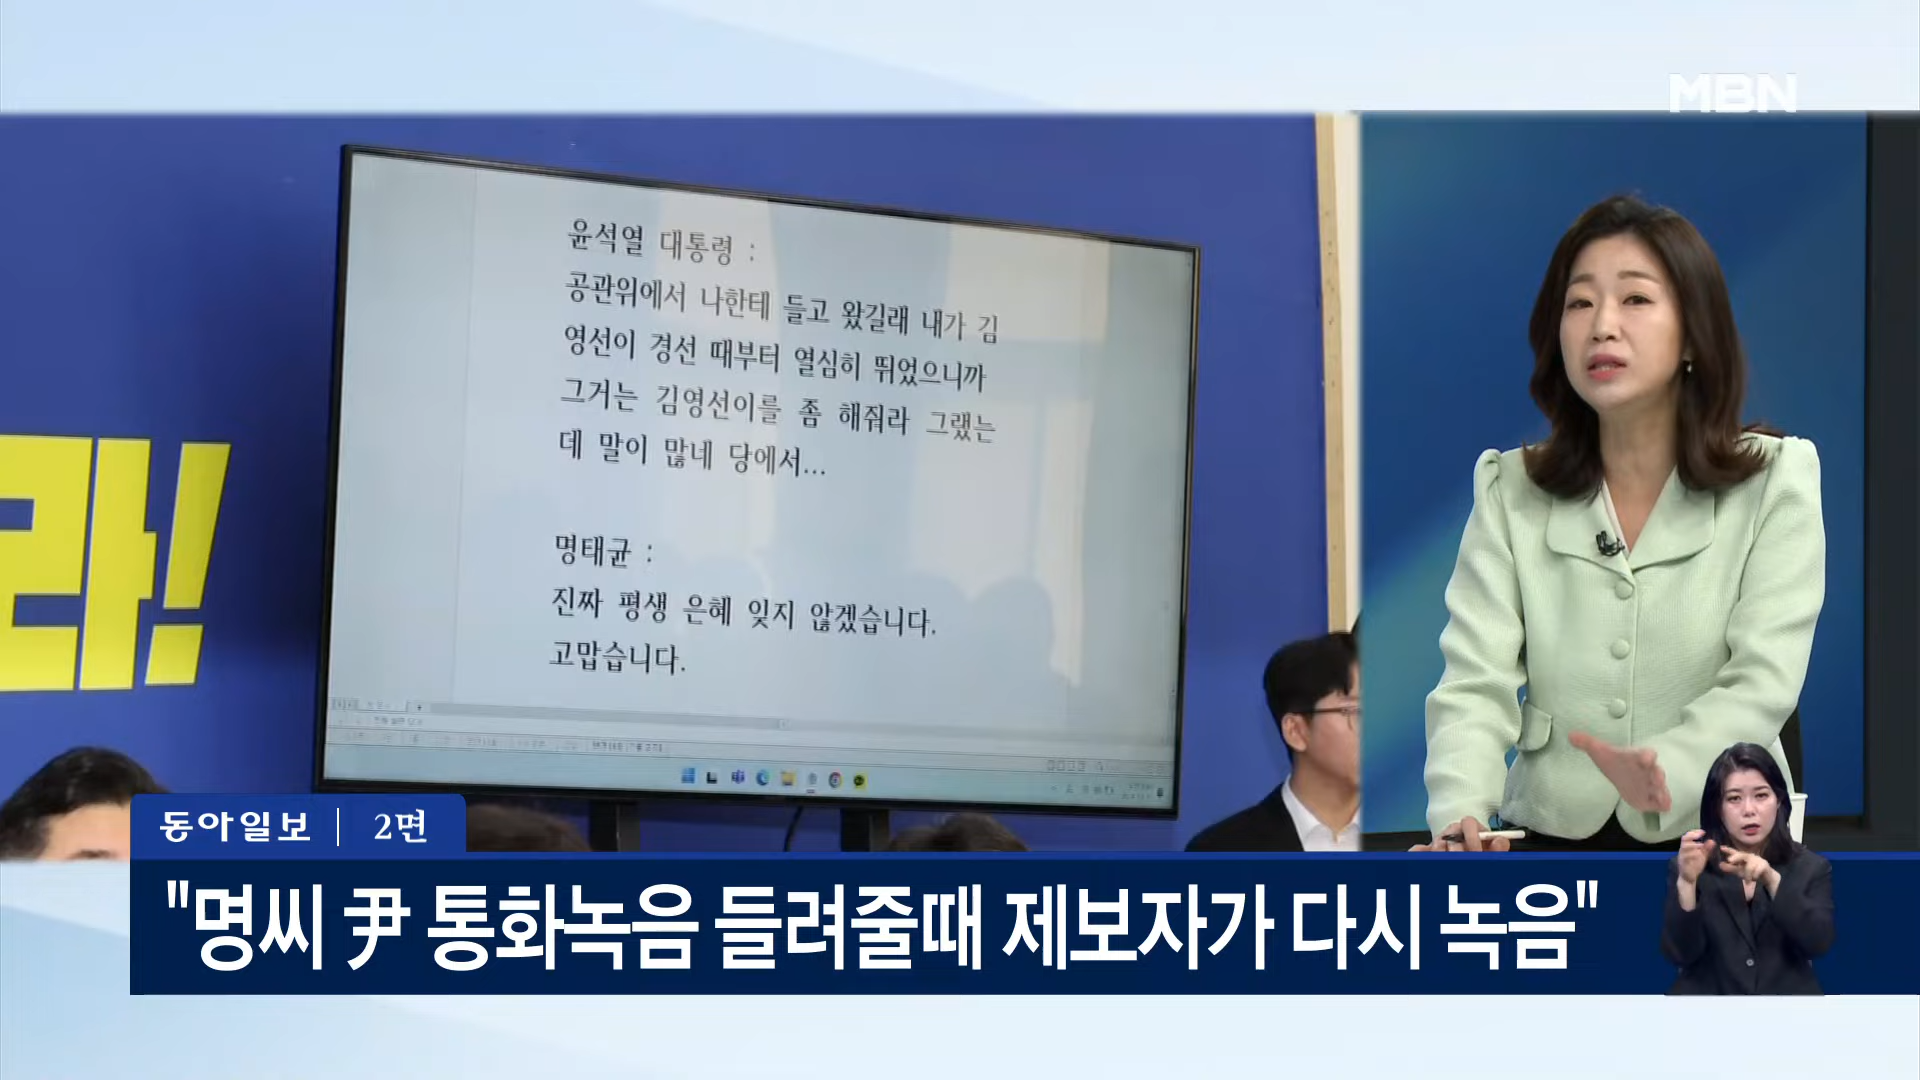 MBN
윤석열 대통령 :
공관위에서 나한테 들고 왔길래 내가 김
영선이 경선 때부터 열심히 뛰었으니까
그거는 김영선이를 좀 해줘라 그랬는
데 말이 많네 당에서...
명태균 :
진짜 평생 은혜 잊지 않겠습니다.
고맙습니다.
라!
동아일보 | 2면
"명씨 尹 통화녹음 들려줄때 제보자가 다시 녹음"